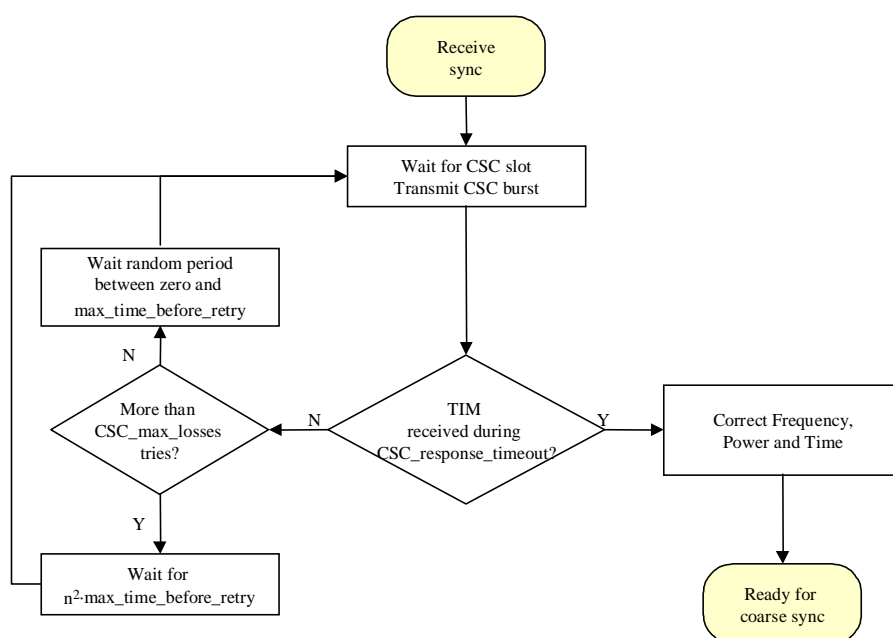 Receive
sync
Wait for CSC slot
Transmit CSC burst
Wait random period
between zero and
max_time_before_retry
N
More than
CSC_max_losses
tries?
N
TIM
received during
CSC_response_timeout?
Y
Correct Frequency,
Power and Time
Y
Wait for
n²·max_time_before_retry
Ready for
coarse sync